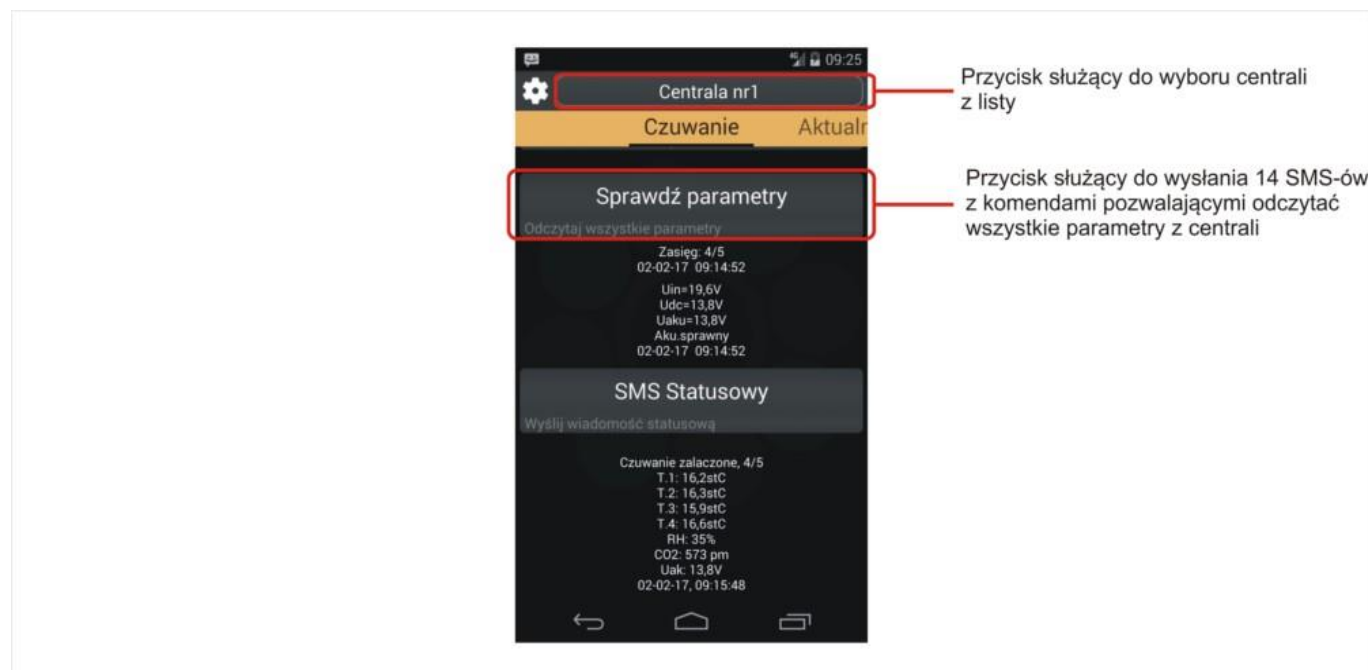 09:25
Centrala nr1
Czuwanie Aktualr
Sprawdź parametry
Odczytaj wszystkie parametry
Zasięg: 4/5
02-02-17 09:14:52
Uin=19,6V
Udc=13,8V
Uaku=13,8V
Aku.sprawny
02-02-17 09:14:52
SMS Statusowy
Wyślij wiadomość statusową
Czuwanie zalaczone, 4/5
T.1: 16,2stC
T.2: 16,3stC
T.3: 15,9stC
T.4: 16,6stC
RH: 35%
CO2: 573 pm
Uak: 13,8V
02-02-17, 09:15:48
Przycisk służący do wyboru centrali
z listy
Przycisk służący do wysłania 14 SMS-ów
z komendami pozwalającymi odczytać
wszystkie parametry z centrali